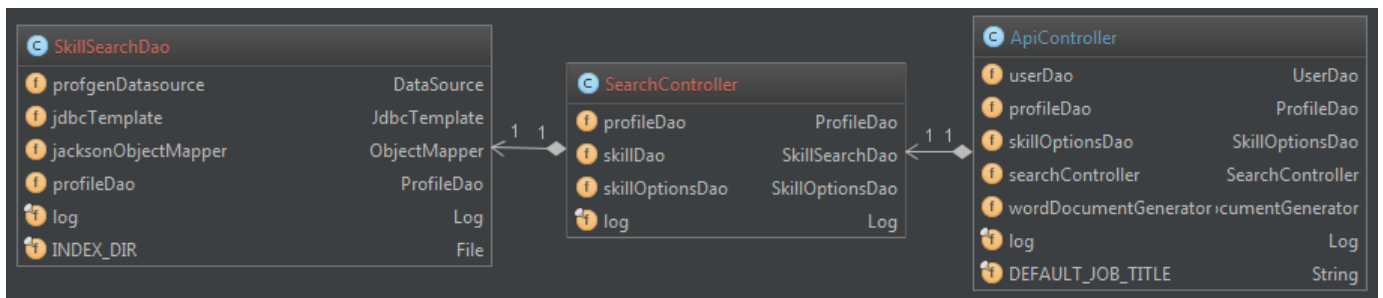 SkillSearchDao
profgenDatasource DataSource
jdbcTemplate JdbcTemplate
jacksonObjectMapper ObjectMapper
profileDao ProfileDao
log Log
INDEX_DIR File
1 1
SearchController
profileDao ProfileDao
skillDao SkillSearchDao
skillOptionsDao SkillOptionsDao
log Log
1 1
ApiController
userDao UserDao
profileDao ProfileDao
skillOptionsDao SkillOptionsDao
searchController SearchController
wordDocumentGenerator cumentGenerator
log Log
DEFAULT_JOB_TITLE String